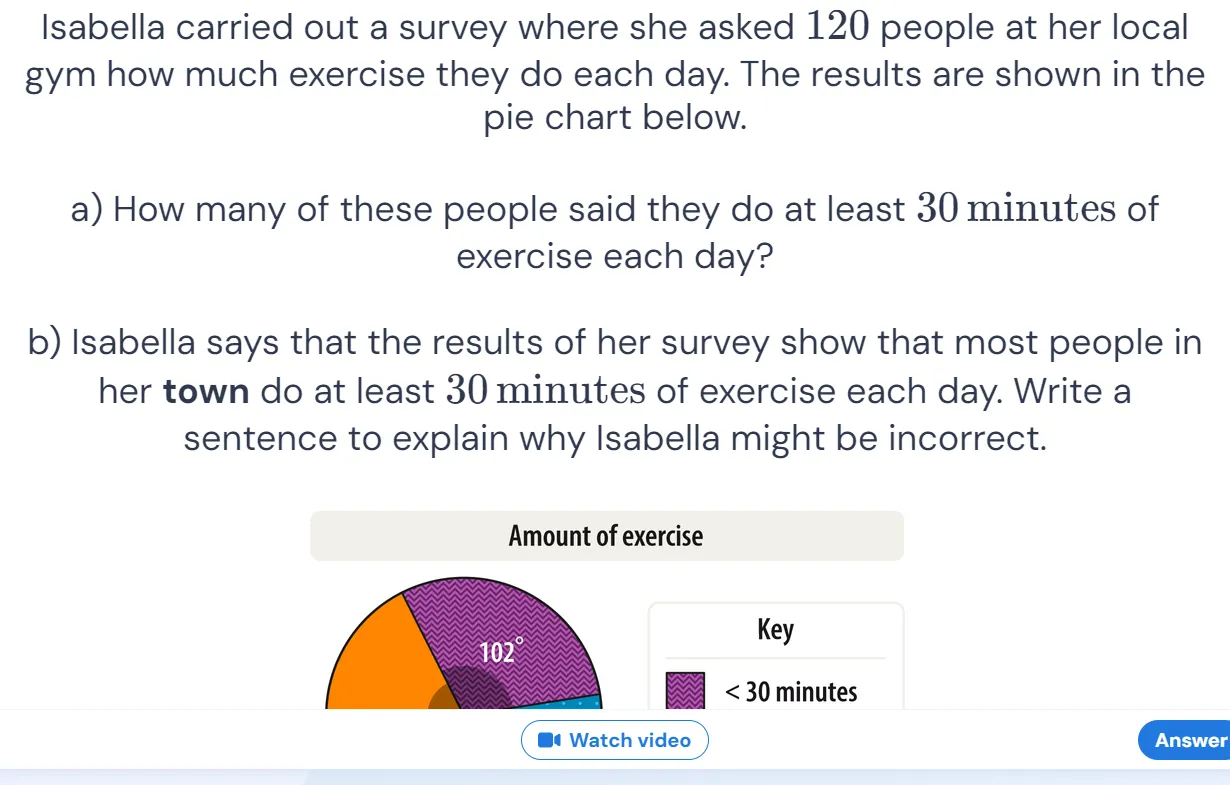 Isabella carried out a survey where she asked 120 people at her local
gym how much exercise they do each day. The results are shown in the
pie chart below.
a) How many of these people said they do at least 30 minutes of
exercise each day?
b) Isabella says that the results of her survey show that most people in
her town do at least 30 minutes of exercise each day. Write a
sentence to explain why Isabella might be incorrect.
Amount of exercise
Key
102°
< 30 minutes
Watch video
Answer